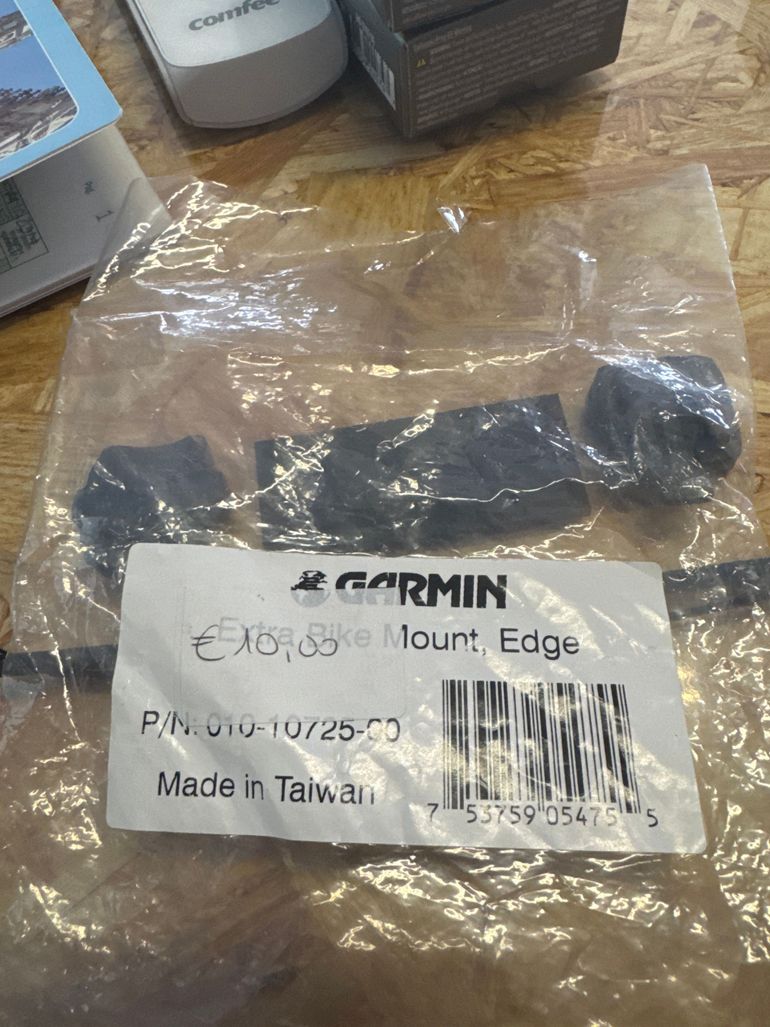 comfee
GARMIN
Extra Bike Mount, Edge
€10,00
P/N: 010-10725-00
Made in Taiwan
7 53759 05475 5